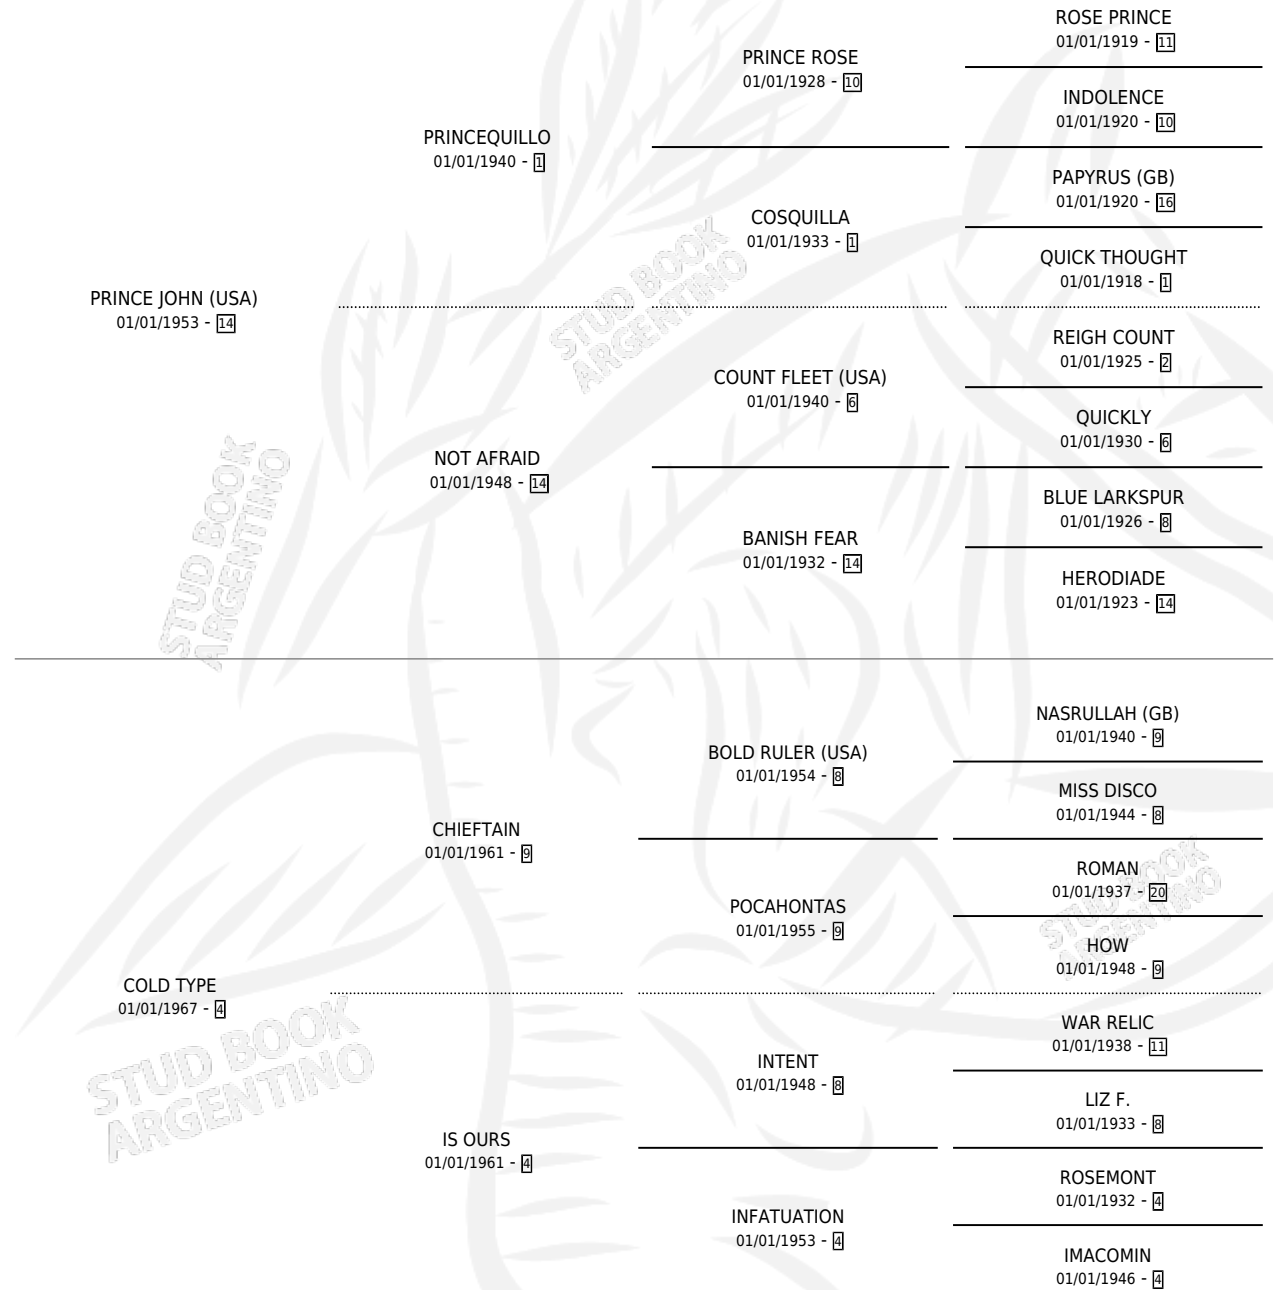 ROSE PRINCE
01/01/1919 - 11
PRINCE ROSE
01/01/1928 - 10
INDOLENCE
01/01/1920 - 10
PRINCEQUILLO
01/01/1940 - 1
PAPYRUS (GB)
01/01/1920 - 16
COSQUILLA
01/01/1933 - 1
QUICK THOUGHT
01/01/1918 - 1
PRINCE JOHN (USA)
01/01/1953 - 14
STUD BOOK
ARGENTINO
REIGH COUNT
01/01/1925 - 2
COUNT FLEET (USA)
01/01/1940 - 6
QUICKLY
01/01/1930 - 6
NOT AFRAID
01/01/1948 - 14
BLUE LARKSPUR
01/01/1926 - 8
BANISH FEAR
01/01/1932 - 14
HERODIADE
01/01/1923 - 14
STUD BOOK
ARGENTINO
NASRULLAH (GB)
01/01/1940 - 9
BOLD RULER (USA)
01/01/1954 - 8
MISS DISCO
01/01/1944 - 8
CHIEFTAIN
01/01/1961 - 9
ROMAN
01/01/1937 - 20
POCAHONTAS
01/01/1955 - 9
HOW
01/01/1948 - 9
STUD BOOK
ARGENTINO
COLD TYPE
01/01/1967 - 4
WAR RELIC
01/01/1938 - 11
INTENT
01/01/1948 - 8
LIZ F.
01/01/1933 - 8
STUD BOOK
ARGENTINO
IS OURS
01/01/1961 - 4
ROSEMONT
01/01/1932 - 4
INFATUATION
01/01/1953 - 4
IMACOMIN
01/01/1946 - 4